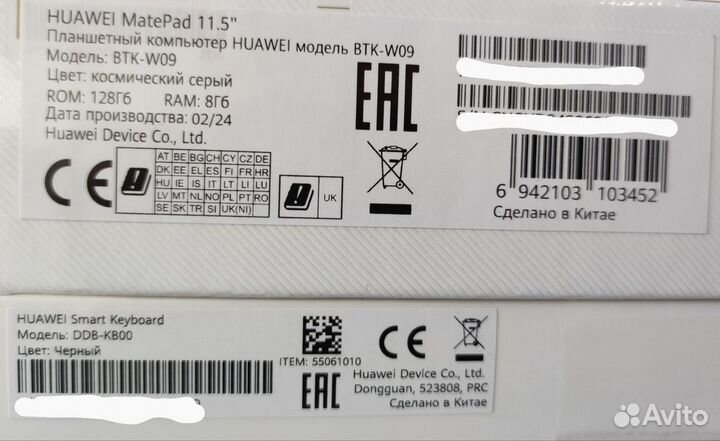 HUAWEI MatePad 11.5"
Планшетный компьютер HUAWEI модель BTK-W09
Модель: BTK-W09
Цвет: космический серый
ROM: 128Гб RAM: 8Гб
Дата производства: 02/24
Huawei Device Co., Ltd.
EAC
CE
AT BE BG CH CY CZ DE
DK EE EL ES FI FR HR
HU IE IS IT LT LI LU
LV MT NL NO PL PT RO
SE SK TR SI UK(NI)
UK
6 942103 103452
Сделано в Китае
HUAWEI Smart Keyboard
Модель: DDB-KB00
Цвет: Черный
ITEM: 55061010
EAC
CE
Huawei Device Co., Ltd.
Dongguan, 523808, PRC
Сделано в Китае
Avito